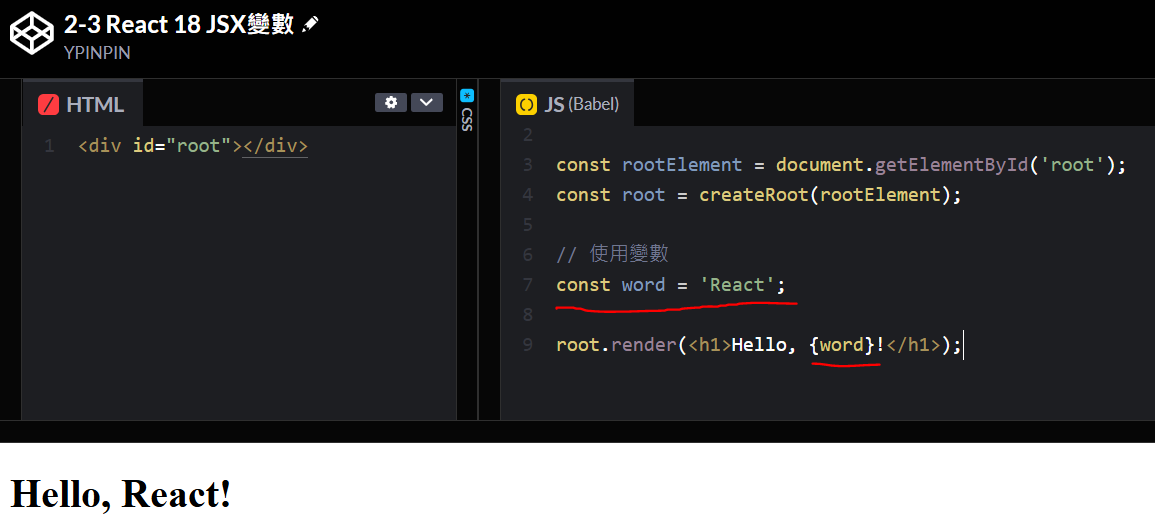 2-3 React 18 JSX變數
YPINPIN
HTML
1 <div id="root"></div>
CSS
JS (Babel)
2
3 const rootElement = document.getElementById('root');
4 const root = createRoot(rootElement);
5
6 // 使用變數
7 const word = 'React';
8
9 root.render(<h1>Hello, {word}!</h1>);
Hello, React!